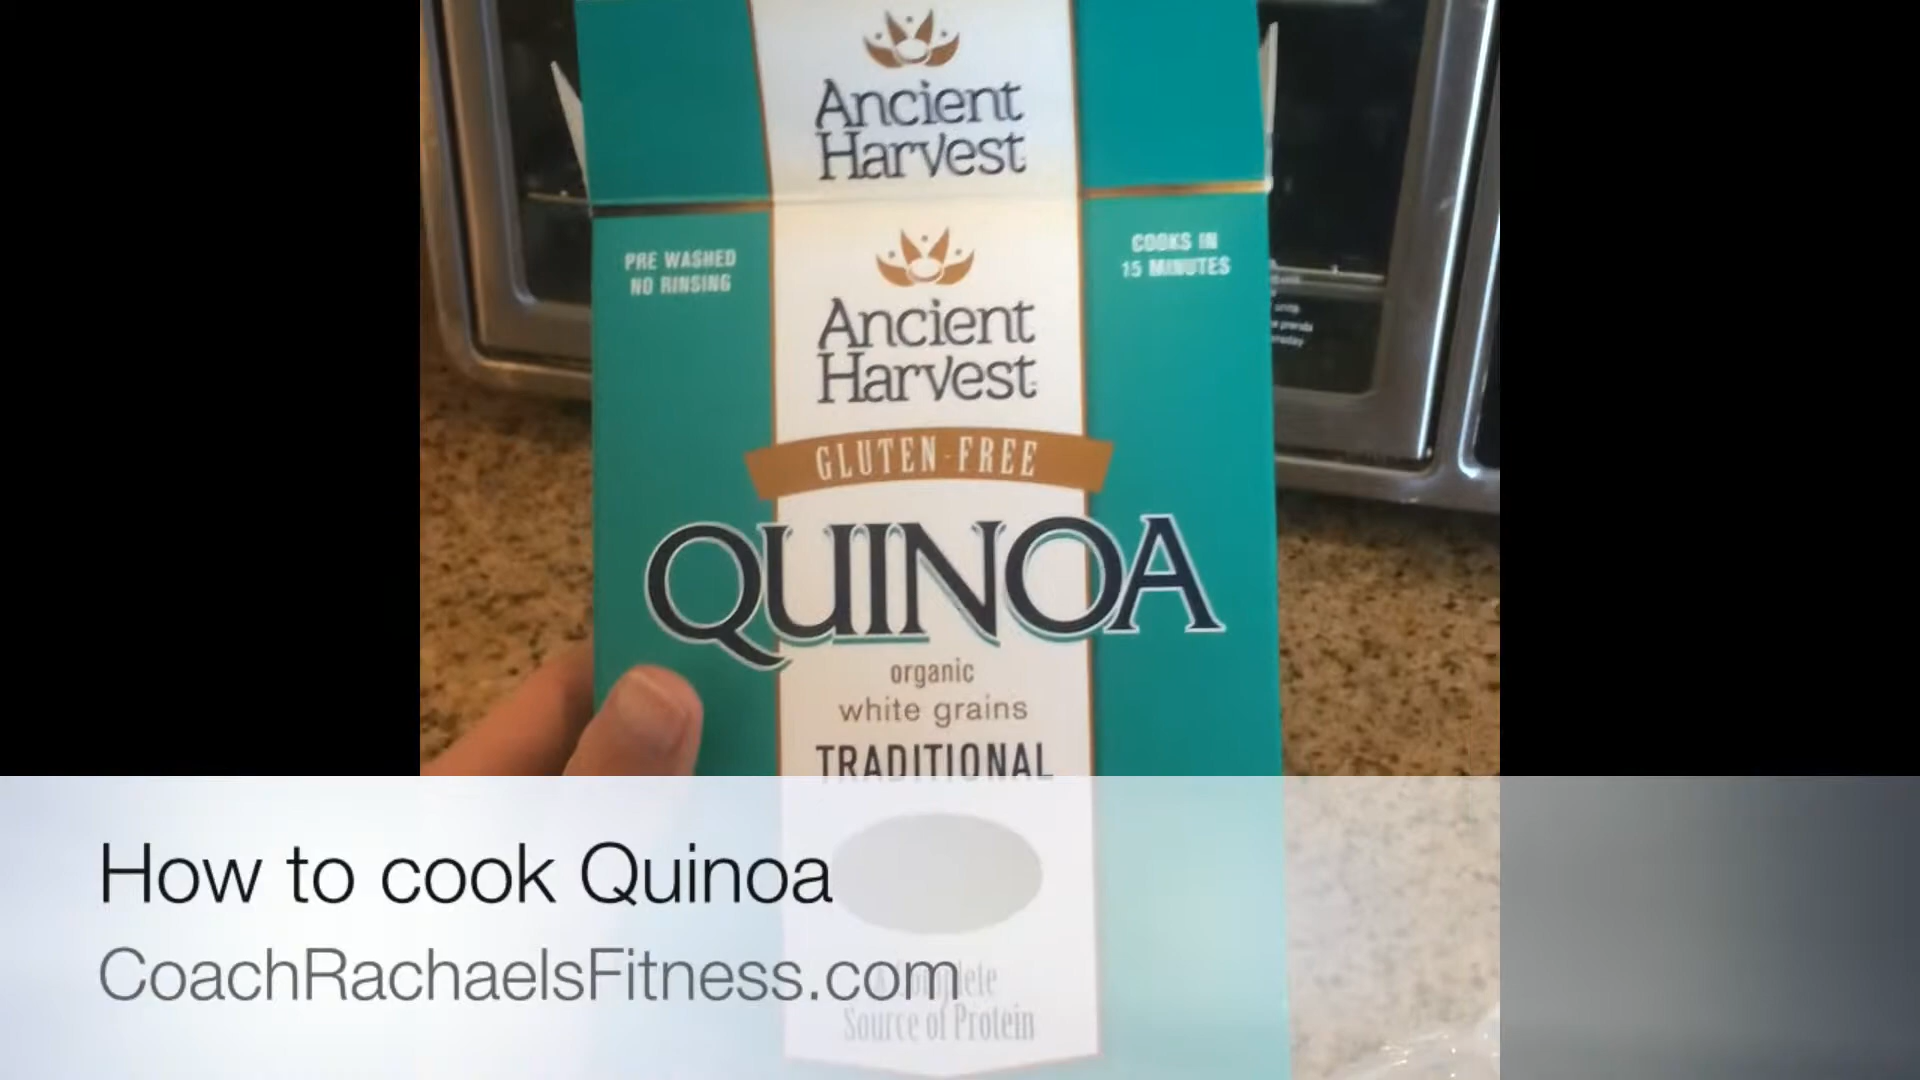 Ancient
Harvest
PRE WASHED
NO RINSING
COOKS IN
15 MINUTES
Ancient
Harvest
GLUTEN-FREE
QUINOA
organic
white grains
TRADITIONAL
How to cook Quinoa
CoachRachaelsFitness.com
Complete
Source of Protein